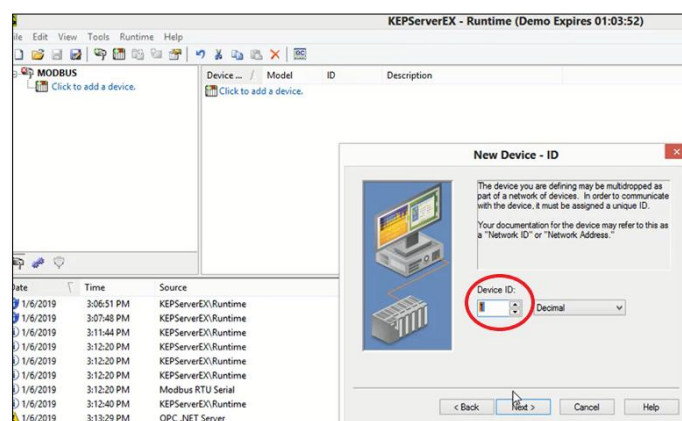 KEPServerEX - Runtime (Demo Expires 01:03:52)
ile Edit View Tools Runtime Help
MODBUS
Click to add a device.
Device ... / Model ID Description
Click to add a device.
New Device - ID
The device you are defining may be multidropped as
part of a network of devices. In order to communicate
with the device, it must be assigned a unique ID.
Your documentation for the device may refer to this as
a "Network ID" or "Network Address."
Device ID:
1 Decimal
< Back Next > Cancel Help
Date Time Source
1/6/2019 3:06:51 PM KEPServerEX\Runtime
1/6/2019 3:07:48 PM KEPServerEX\Runtime
1/6/2019 3:11:44 PM KEPServerEX\Runtime
1/6/2019 3:12:20 PM KEPServerEX\Runtime
1/6/2019 3:12:20 PM KEPServerEX\Runtime
1/6/2019 3:12:20 PM KEPServerEX\Runtime
1/6/2019 3:12:20 PM Modbus RTU Serial
1/6/2019 3:12:40 PM KEPServerEX\Runtime
1/6/2019 3:13:29 PM OPC .NET Server